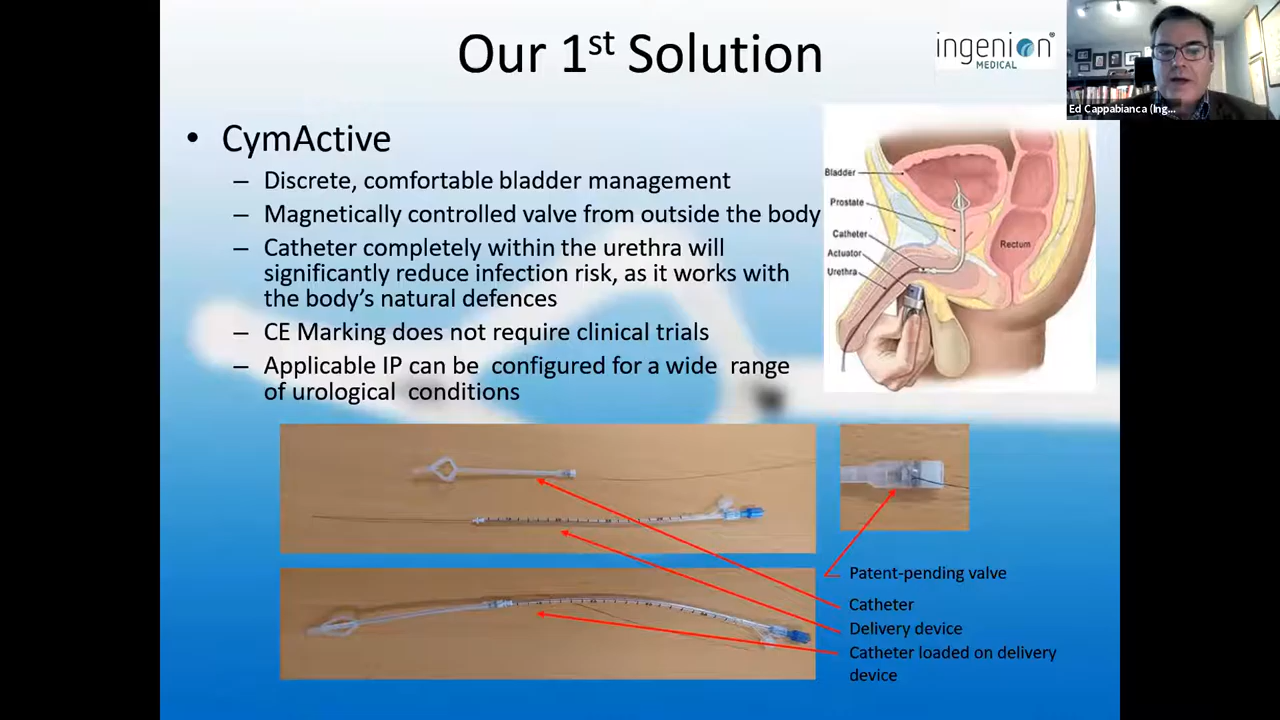 Our 1st Solution
ingenion®
MEDICAL
Ed Cappabianca (Ing...
• CymActive
– Discrete, comfortable bladder management
– Magnetically controlled valve from outside the body
– Catheter completely within the urethra will
significantly reduce infection risk, as it works with
the body's natural defences
– CE Marking does not require clinical trials
– Applicable IP can be configured for a wide range
of urological conditions
Bladder
Prostate
Catheter
Actuator
Urethra
Rectum
Patent-pending valve
Catheter
Delivery device
Catheter loaded on delivery
device